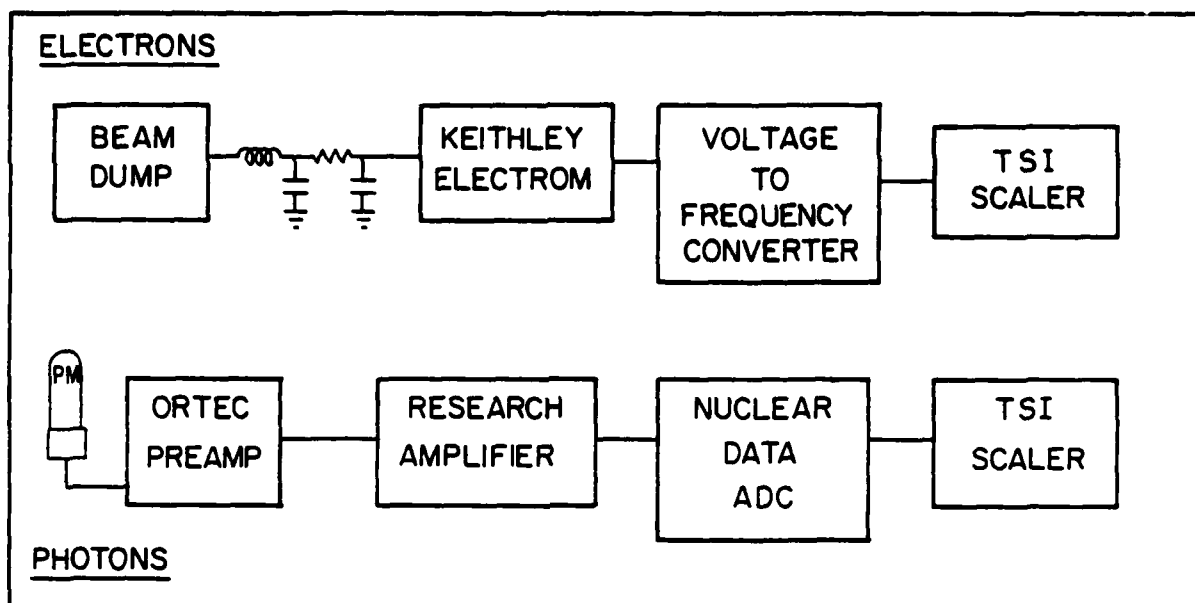 ELECTRONS
BEAM
DUMP
KEITHLEY
ELECTROM
VOLTAGE
TO
FREQUENCY
CONVERTER
TSI
SCALER
PM
ORTEC
PREAMP
RESEARCH
AMPLIFIER
NUCLEAR
DATA
ADC
TSI
SCALER
PHOTONS